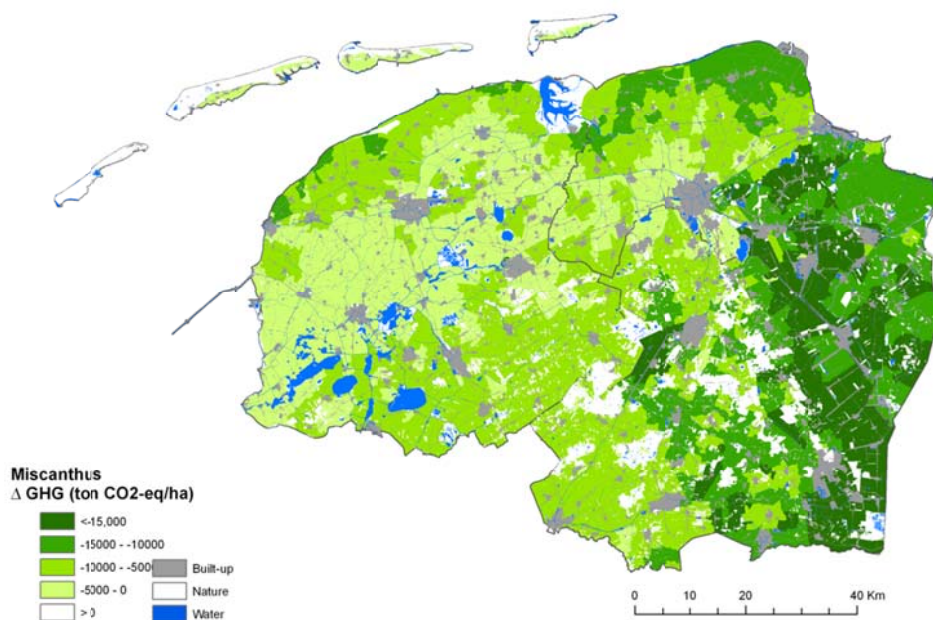 Miscanthus
Δ GHG (ton CO2-eq/ha)
<-15,000
-15000 - -10000
-10000 - -500
-5000 - 0
> 0
Built-up
Nature
Water
0 10 20 40 Km